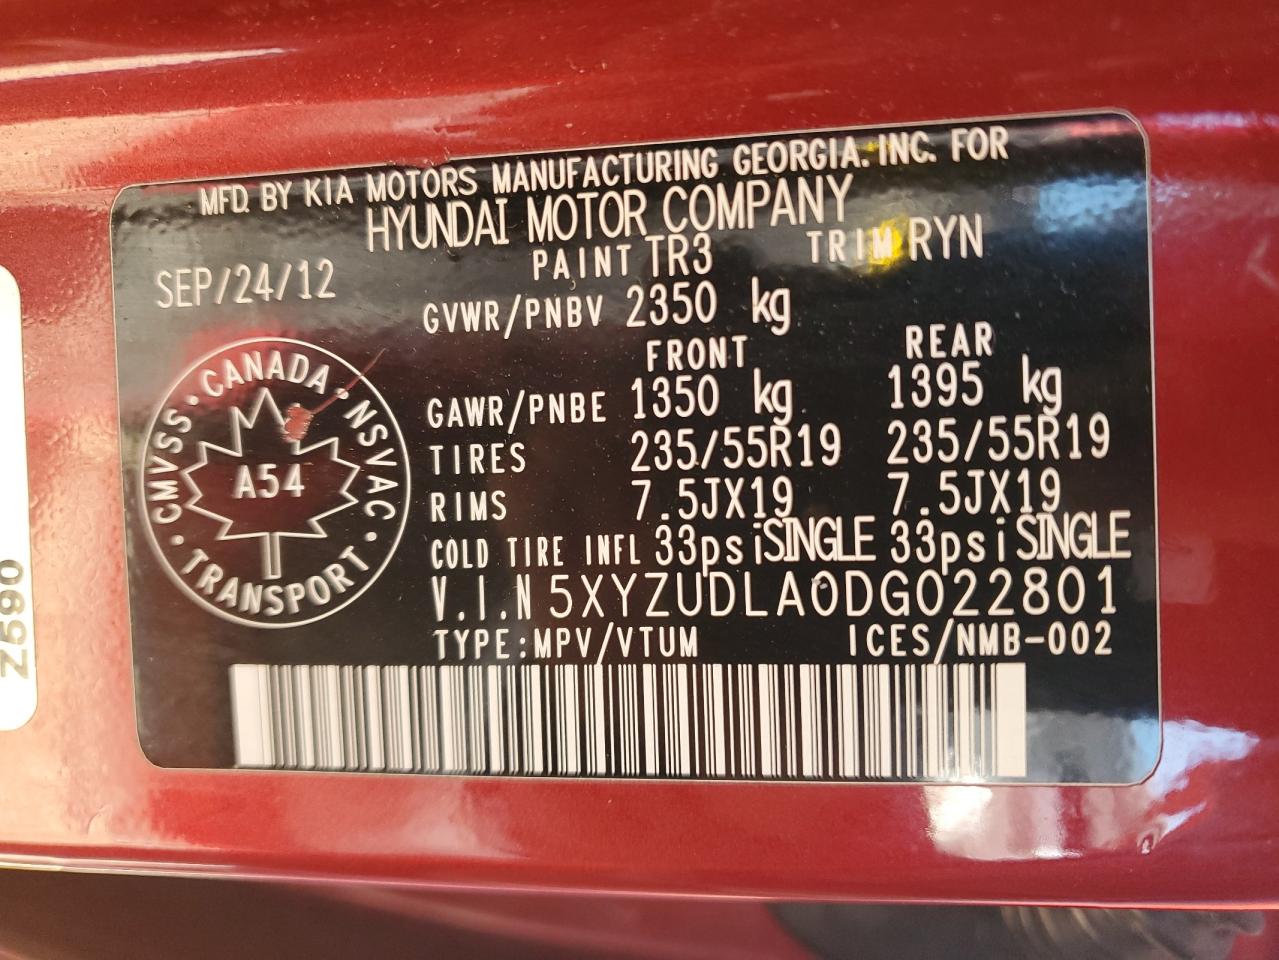 MFD. BY KIA MOTORS MANUFACTURING GEORGIA. INC. FOR
HYUNDAI MOTOR COMPANY
SEP/24/12 PAINT TR3 TRIM RYN
GVWR/PNBV 2350 kg
FRONT REAR
GAWR/PNBE 1350 kg 1395 kg
TIRES 235/55R19 235/55R19
RIMS 7.5JX19 7.5JX19
COLD TIRE INFL 33psi SINGLE 33psi SINGLE
V.I.N 5XYZUDLA0DG022801
TYPE:MPV/VTUM ICES/NMB-002
CMVSS • CANADA • NSVAC • TRANSPORT •
A54
Z590